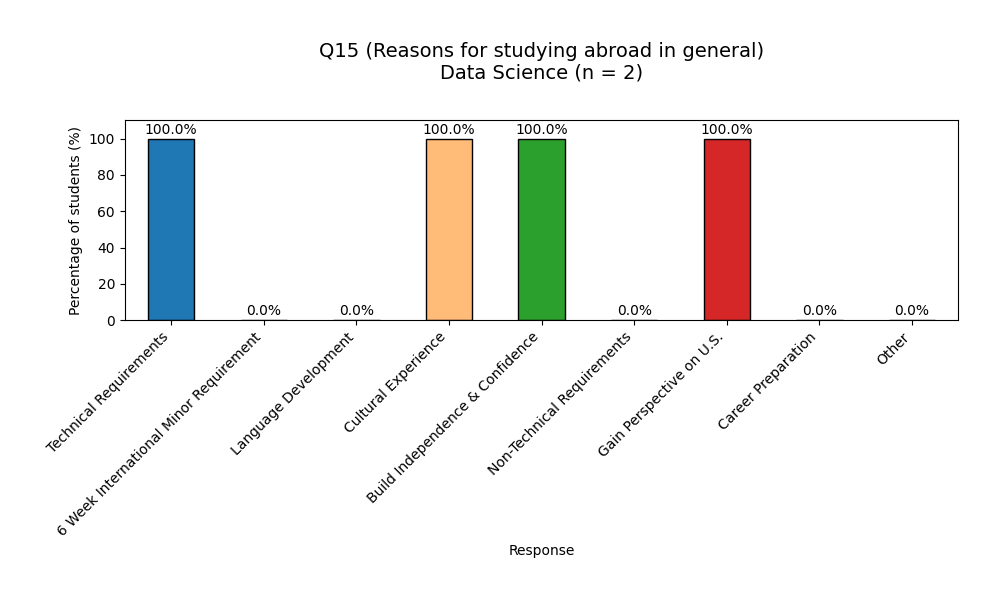 Q15 (Reasons for studying abroad in general)
Data Science (n = 2)
Percentage of students (%)
100
80
60
40
20
0
100.0%
0.0%
0.0%
100.0%
100.0%
0.0%
100.0%
0.0%
0.0%
Technical Requirements
6 Week International Minor Requirement
Language Development
Cultural Experience
Build Independence & Confidence
Non-Technical Requirements
Gain Perspective on U.S.
Career Preparation
Other
Response